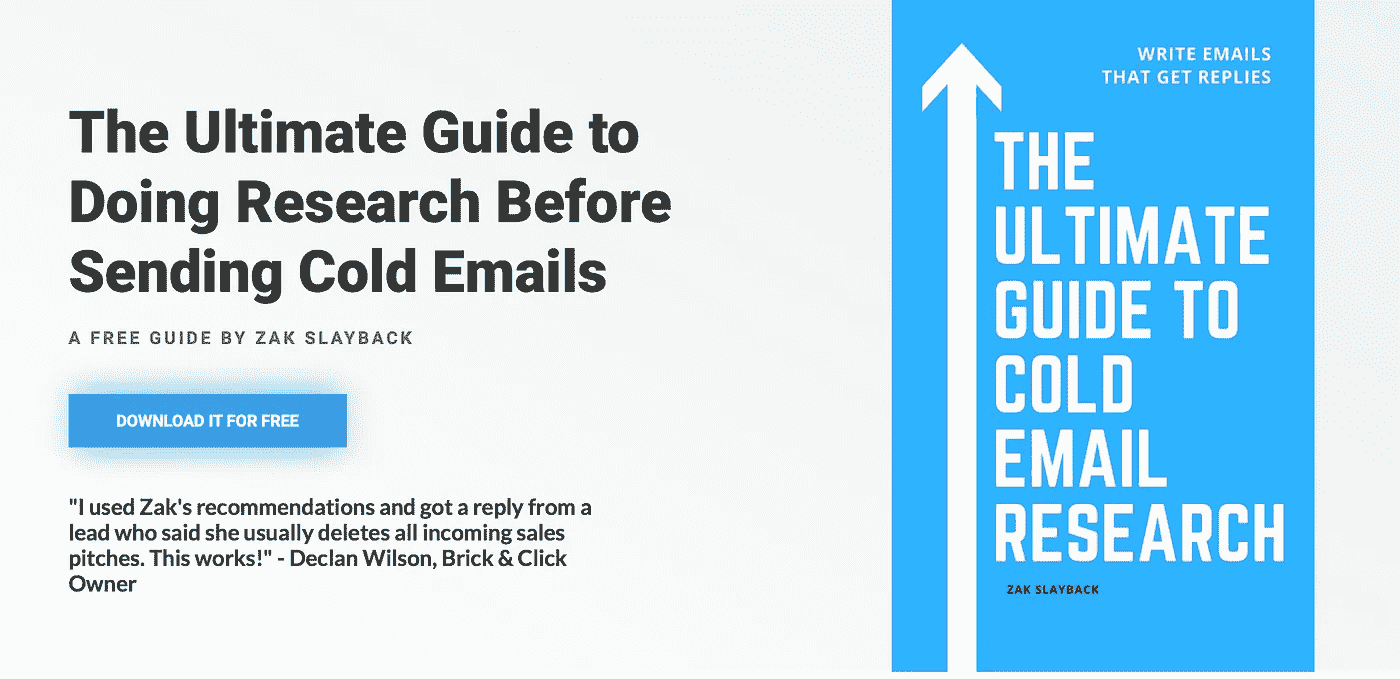 The Ultimate Guide to
Doing Research Before
Sending Cold Emails
A FREE GUIDE BY ZAK SLAYBACK
DOWNLOAD IT FOR FREE
"I used Zak's recommendations and got a reply from a
lead who said she usually deletes all incoming sales
pitches. This works!" - Declan Wilson, Brick & Click
Owner
WRITE EMAILS
THAT GET REPLIES
THE
ULTIMATE
GUIDE TO
COLD
EMAIL
RESEARCH
ZAK SLAYBACK